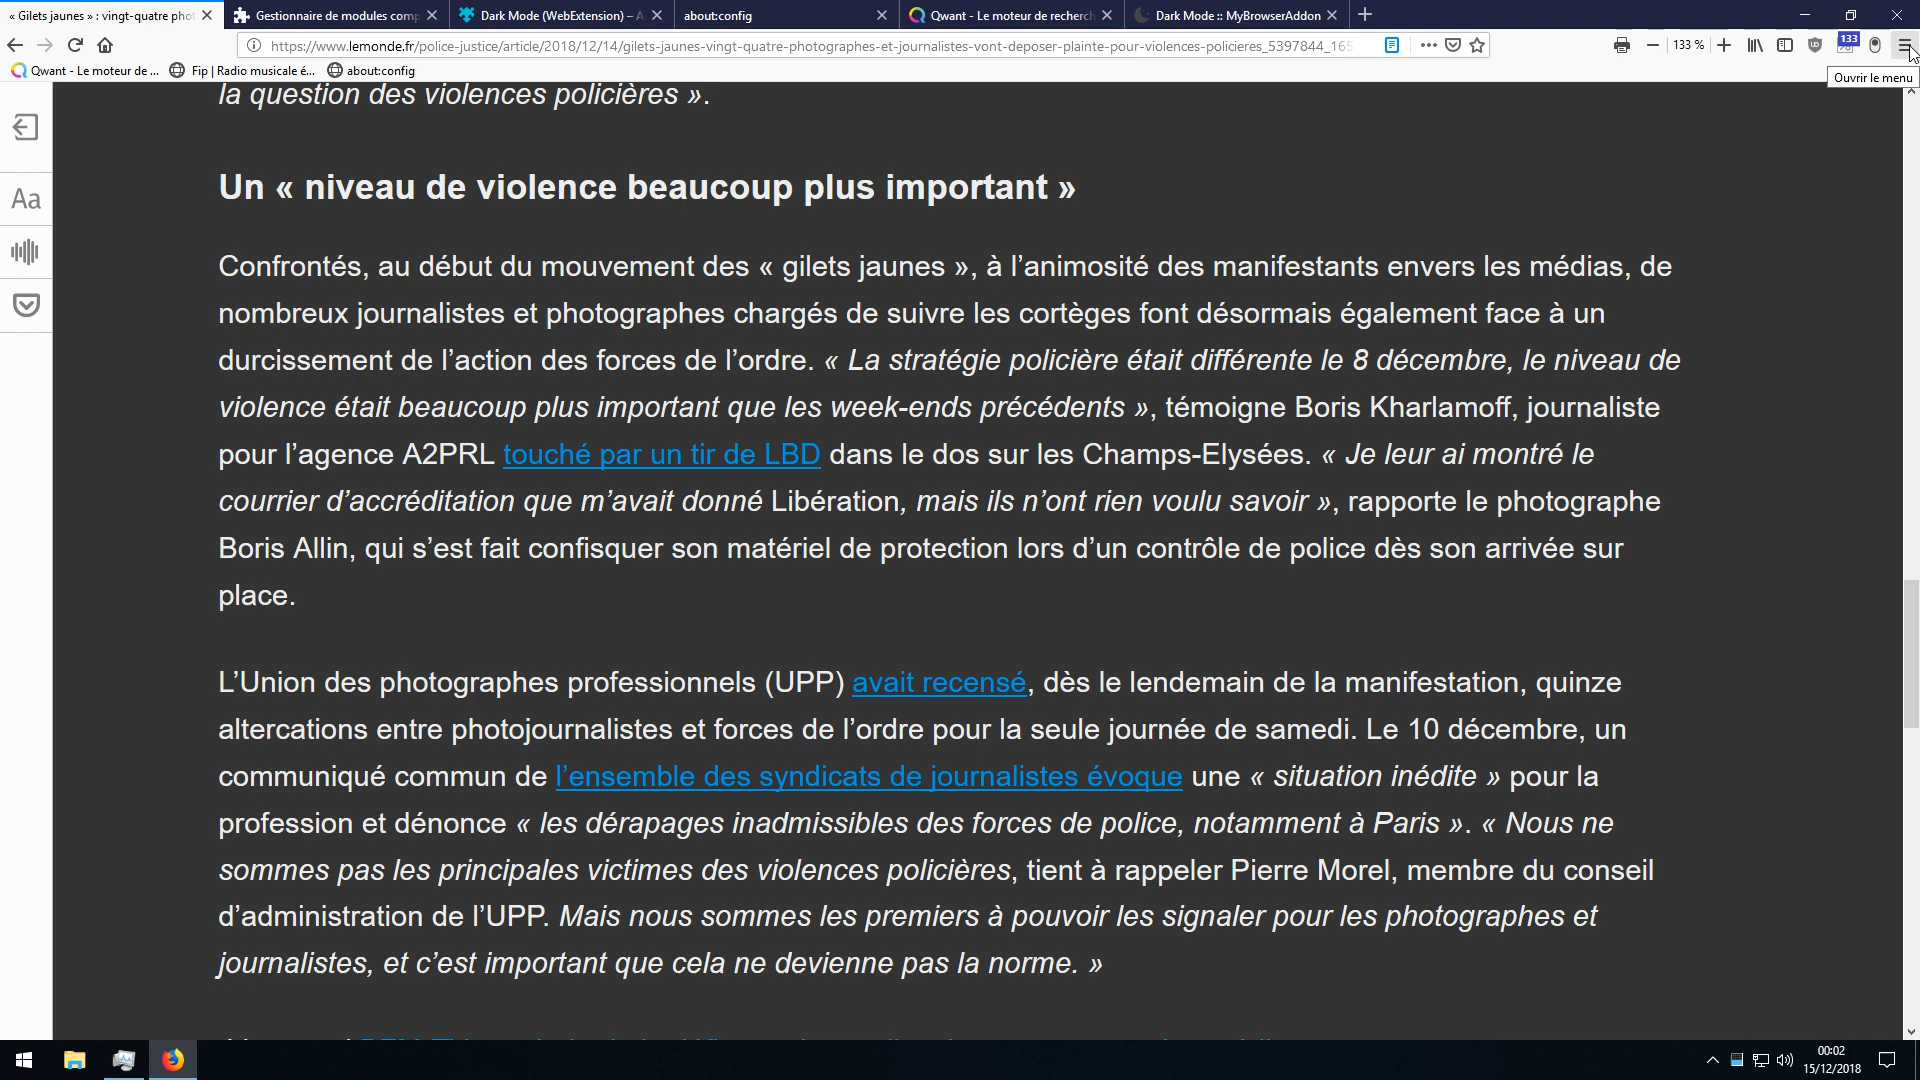 « Gilets jaunes » : vingt-quatre phot
Gestionnaire de modules comp
Dark Mode (WebExtension) – A
about:config
Qwant - Le moteur de recherch
Dark Mode :: MyBrowserAddon
https://www.lemonde.fr/police-justice/article/2018/12/14/gilets-jaunes-vingt-quatre-photographes-et-journalistes-vont-deposer-plainte-pour-violences-policieres_5397844_165
133 %
133
Qwant - Le moteur de ...
Fip | Radio musicale é...
about:config
Ouvrir le menu
Aa
la question des violences policières ».
Un « niveau de violence beaucoup plus important »
Confrontés, au début du mouvement des « gilets jaunes », à l’animosité des manifestants envers les médias, de
nombreux journalistes et photographes chargés de suivre les cortèges font désormais également face à un
durcissement de l’action des forces de l’ordre. « La stratégie policière était différente le 8 décembre, le niveau de
violence était beaucoup plus important que les week-ends précédents », témoigne Boris Kharlamoff, journaliste
pour l’agence A2PRL touché par un tir de LBD dans le dos sur les Champs-Elysées. « Je leur ai montré le
courrier d’accréditation que m’avait donné Libération, mais ils n’ont rien voulu savoir », rapporte le photographe
Boris Allin, qui s’est fait confisquer son matériel de protection lors d’un contrôle de police dès son arrivée sur
place.
L’Union des photographes professionnels (UPP) avait recensé, dès le lendemain de la manifestation, quinze
altercations entre photojournalistes et forces de l’ordre pour la seule journée de samedi. Le 10 décembre, un
communiqué commun de l’ensemble des syndicats de journalistes évoque une « situation inédite » pour la
profession et dénonce « les dérapages inadmissibles des forces de police, notamment à Paris ». « Nous ne
sommes pas les principales victimes des violences policières, tient à rappeler Pierre Morel, membre du conseil
d’administration de l’UPP. Mais nous sommes les premiers à pouvoir les signaler pour les photographes et
journalistes, et c’est important que cela ne devienne pas la norme. »
00:02
15/12/2018